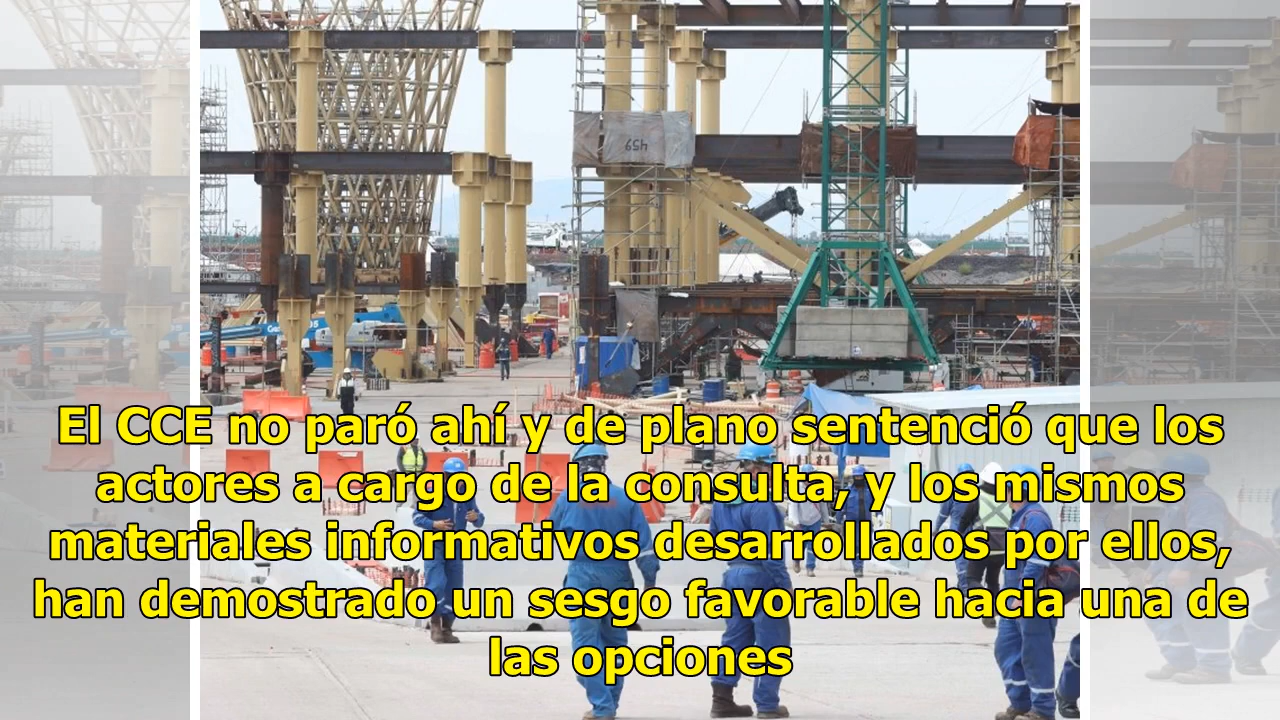 659
El CCE no paró ahí y de plano sentenció que los
actores a cargo de la consulta, y los mismos
materiales informativos desarrollados por ellos,
han demostrado un sesgo favorable hacia una de
las opciones